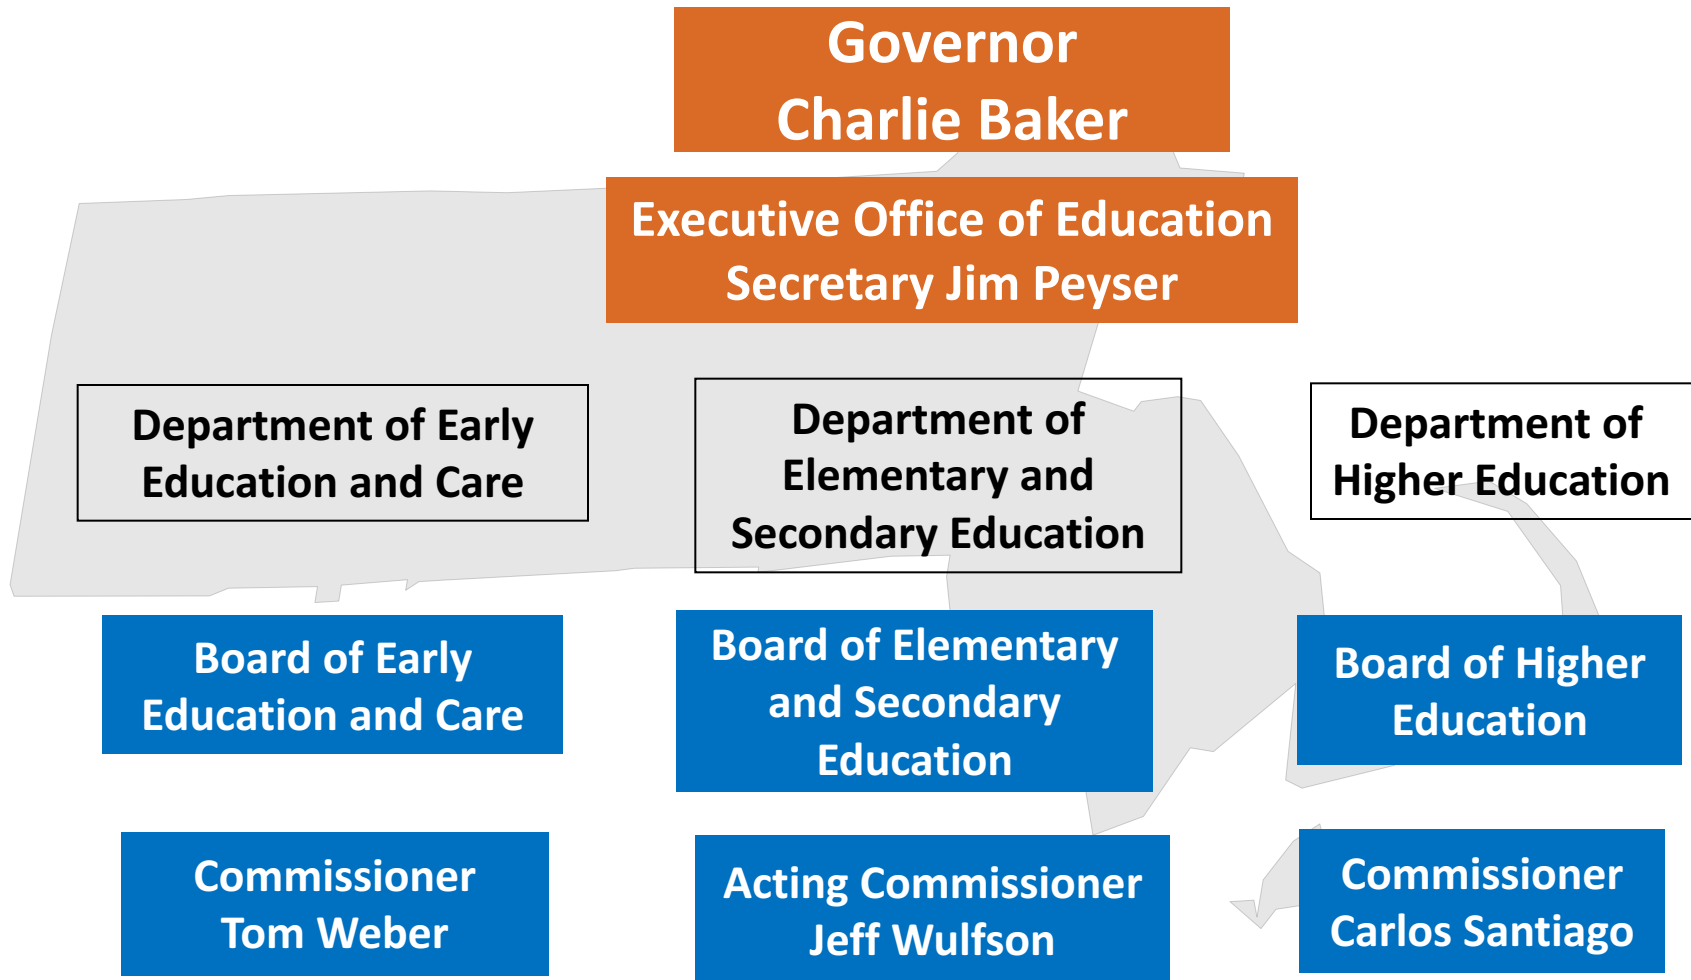 Governor
Charlie Baker
Executive Office of Education
Secretary Jim Peyser
Department of Early
Education and Care
Department of
Elementary and
Secondary Education
Department of
Higher Education
Board of Early
Education and Care
Board of Elementary
and Secondary
Education
Board of Higher
Education
Commissioner
Tom Weber
Acting Commissioner
Jeff Wulfson
Commissioner
Carlos Santiago